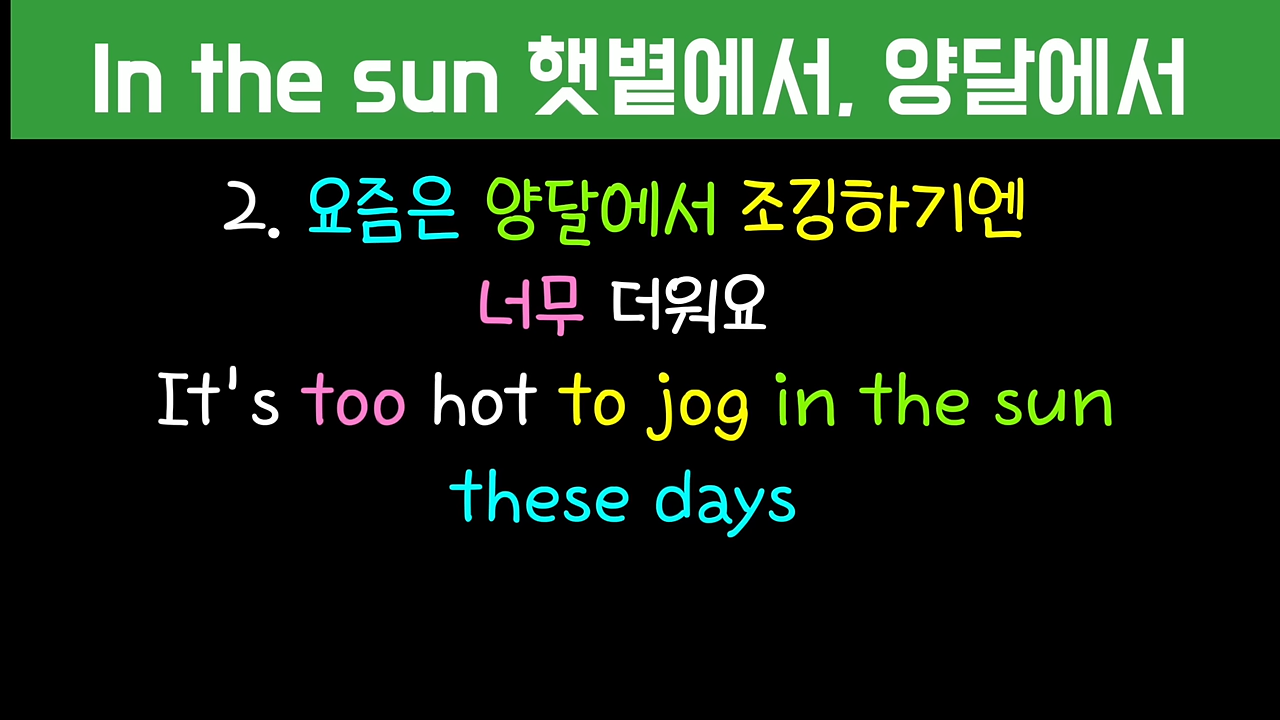 In the sun 햇볕에서, 양달에서
2. 요즘은 양달에서 조깅하기엔
너무 더워요
It's too hot to jog in the sun
these days